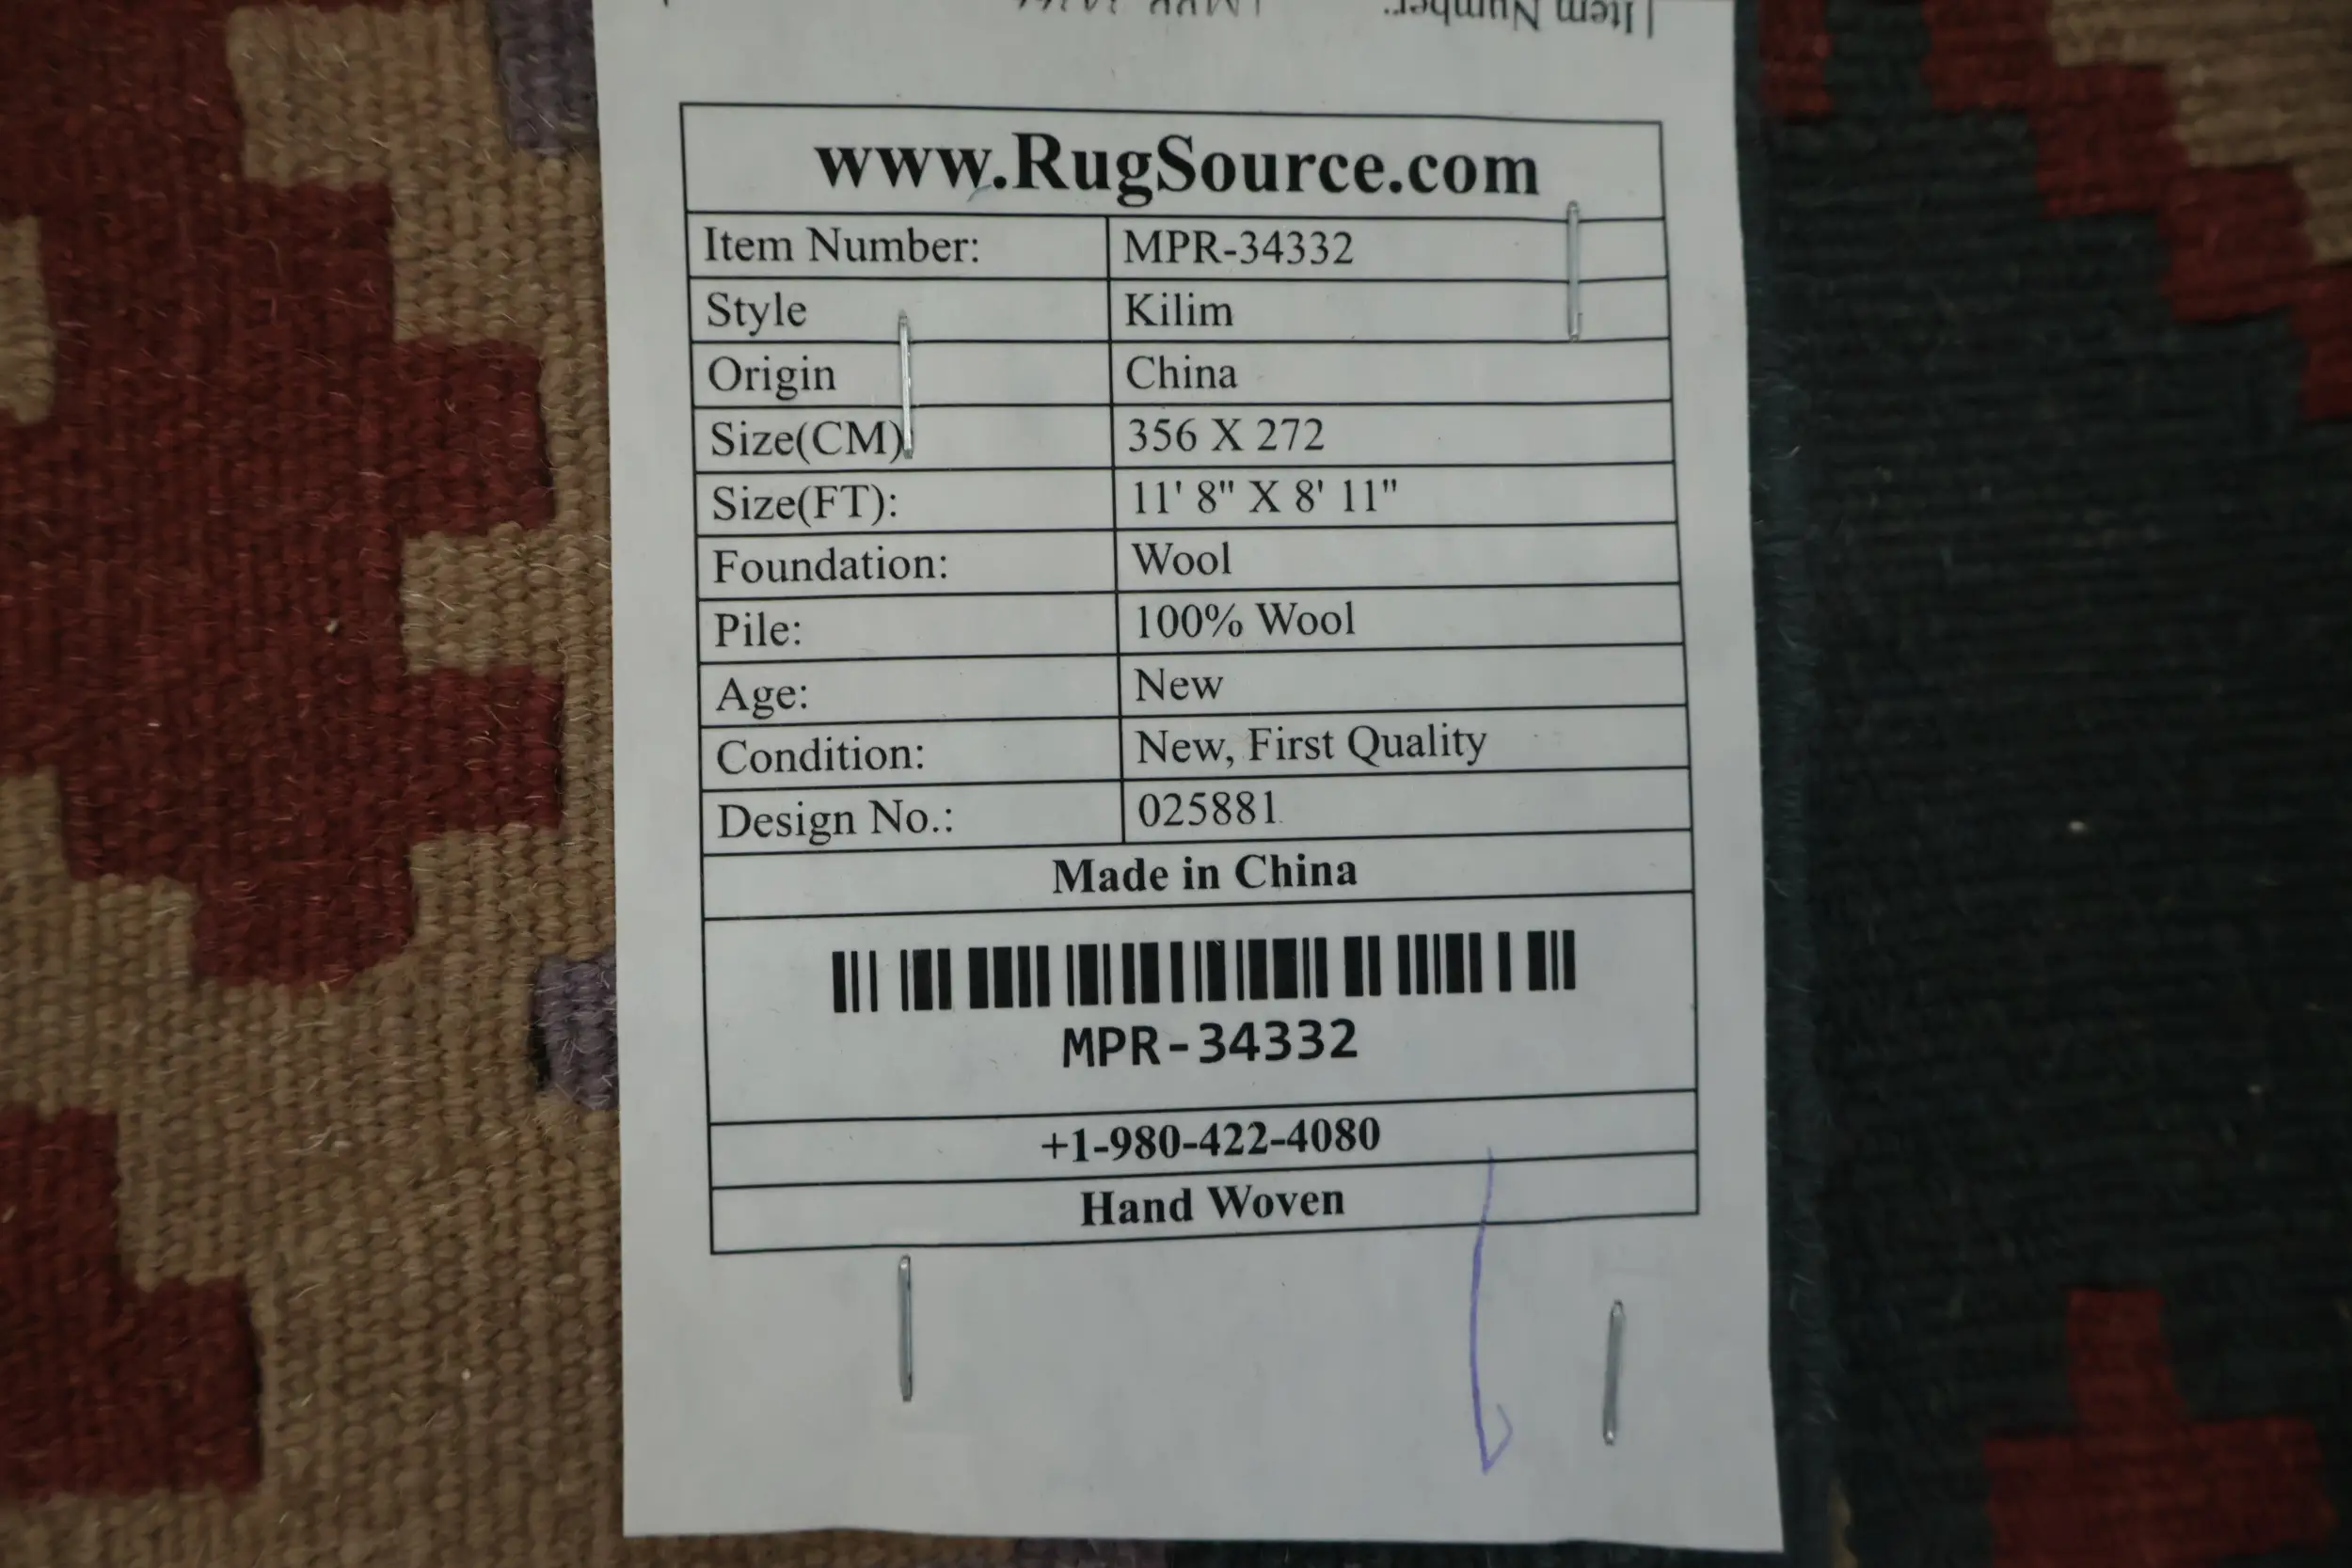 Item Number:
www.RugSource.com
Item Number: MPR-34332
Style Kilim
Origin China
Size(CM) 356 X 272
Size(FT): 11' 8" X 8' 11"
Foundation: Wool
Pile: 100% Wool
Age: New
Condition: New, First Quality
Design No.: 025881
Made in China
MPR-34332
+1-980-422-4080
Hand Woven